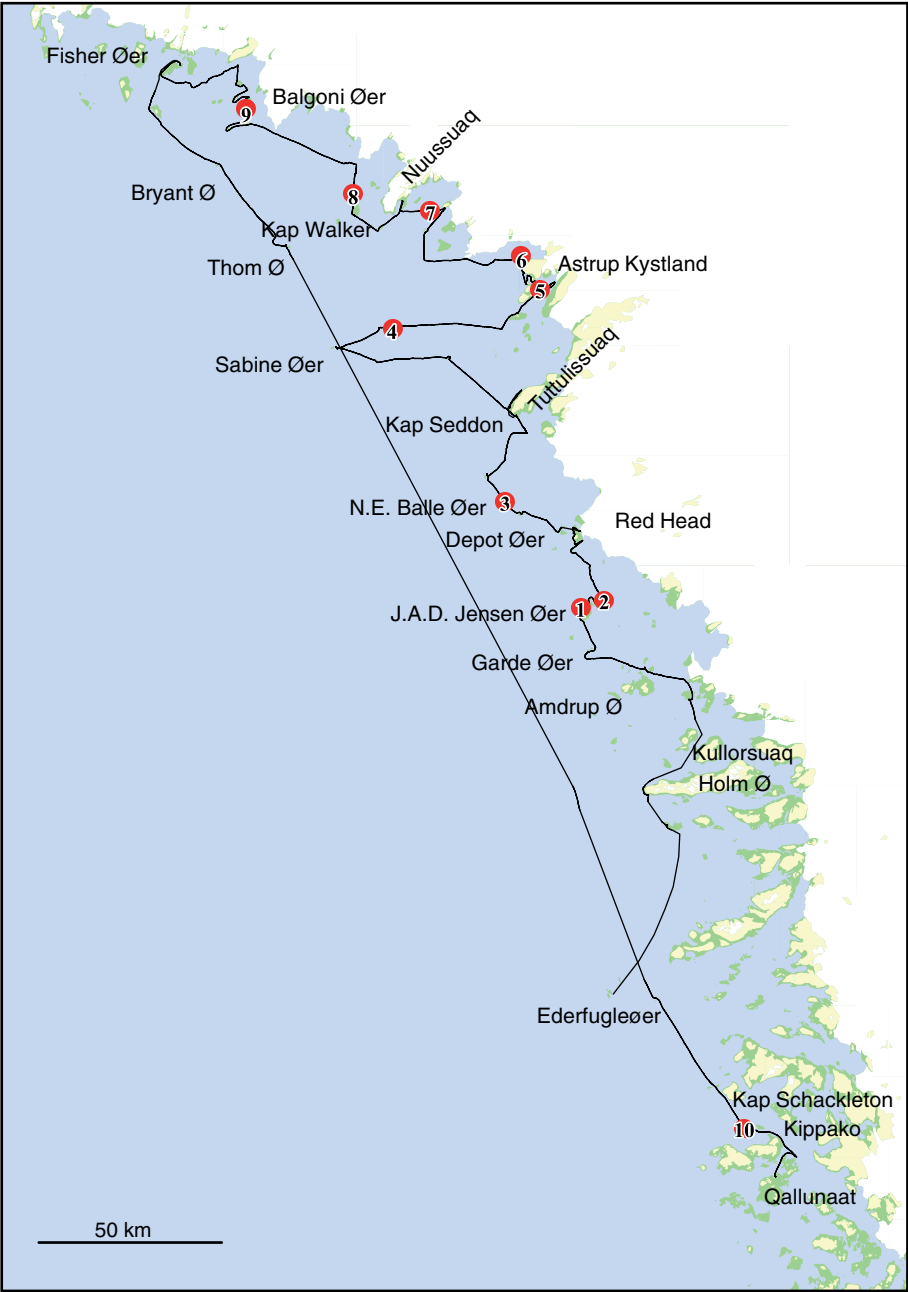 Fisher Øer
Balgoni Øer
9
Nuussuaq
Bryant Ø
8
7
Kap Walker
Thom Ø
6
Astrup Kystland
5
4
Sabine Øer
Tuttulissuaq
Kap Seddon
3
N.E. Balle Øer
Red Head
Depot Øer
2
1
J.A.D. Jensen Øer
Garde Øer
Amdrup Ø
Kullorsuaq
Holm Ø
Ederfugleøer
Kap Schackleton
10
Kippako
Qallunaat
50 km